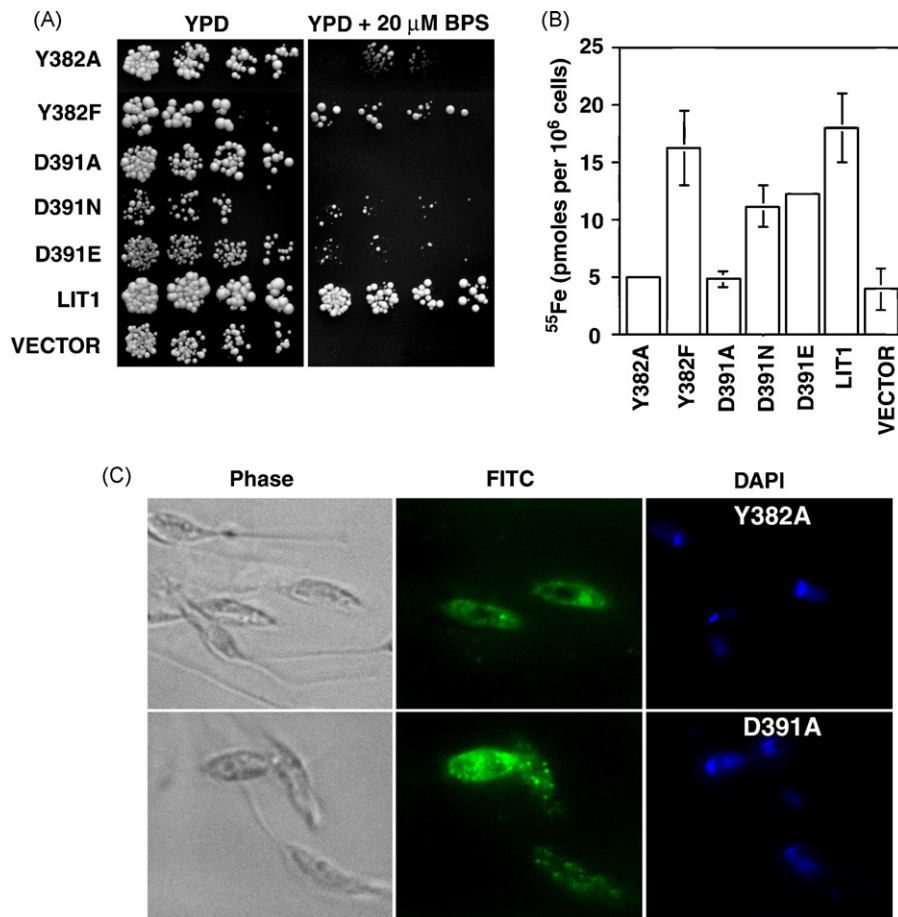 (A)
YPD
YPD + 20 μM BPS
Y382A
Y382F
D391A
D391N
D391E
LIT1
VECTOR
(B)
55Fe (pmoles per 10^6 cells)
25
20
15
10
5
0
Y382A
Y382F
D391A
D391N
D391E
LIT1
VECTOR
(C)
Phase
FITC
DAPI
Y382A
D391A